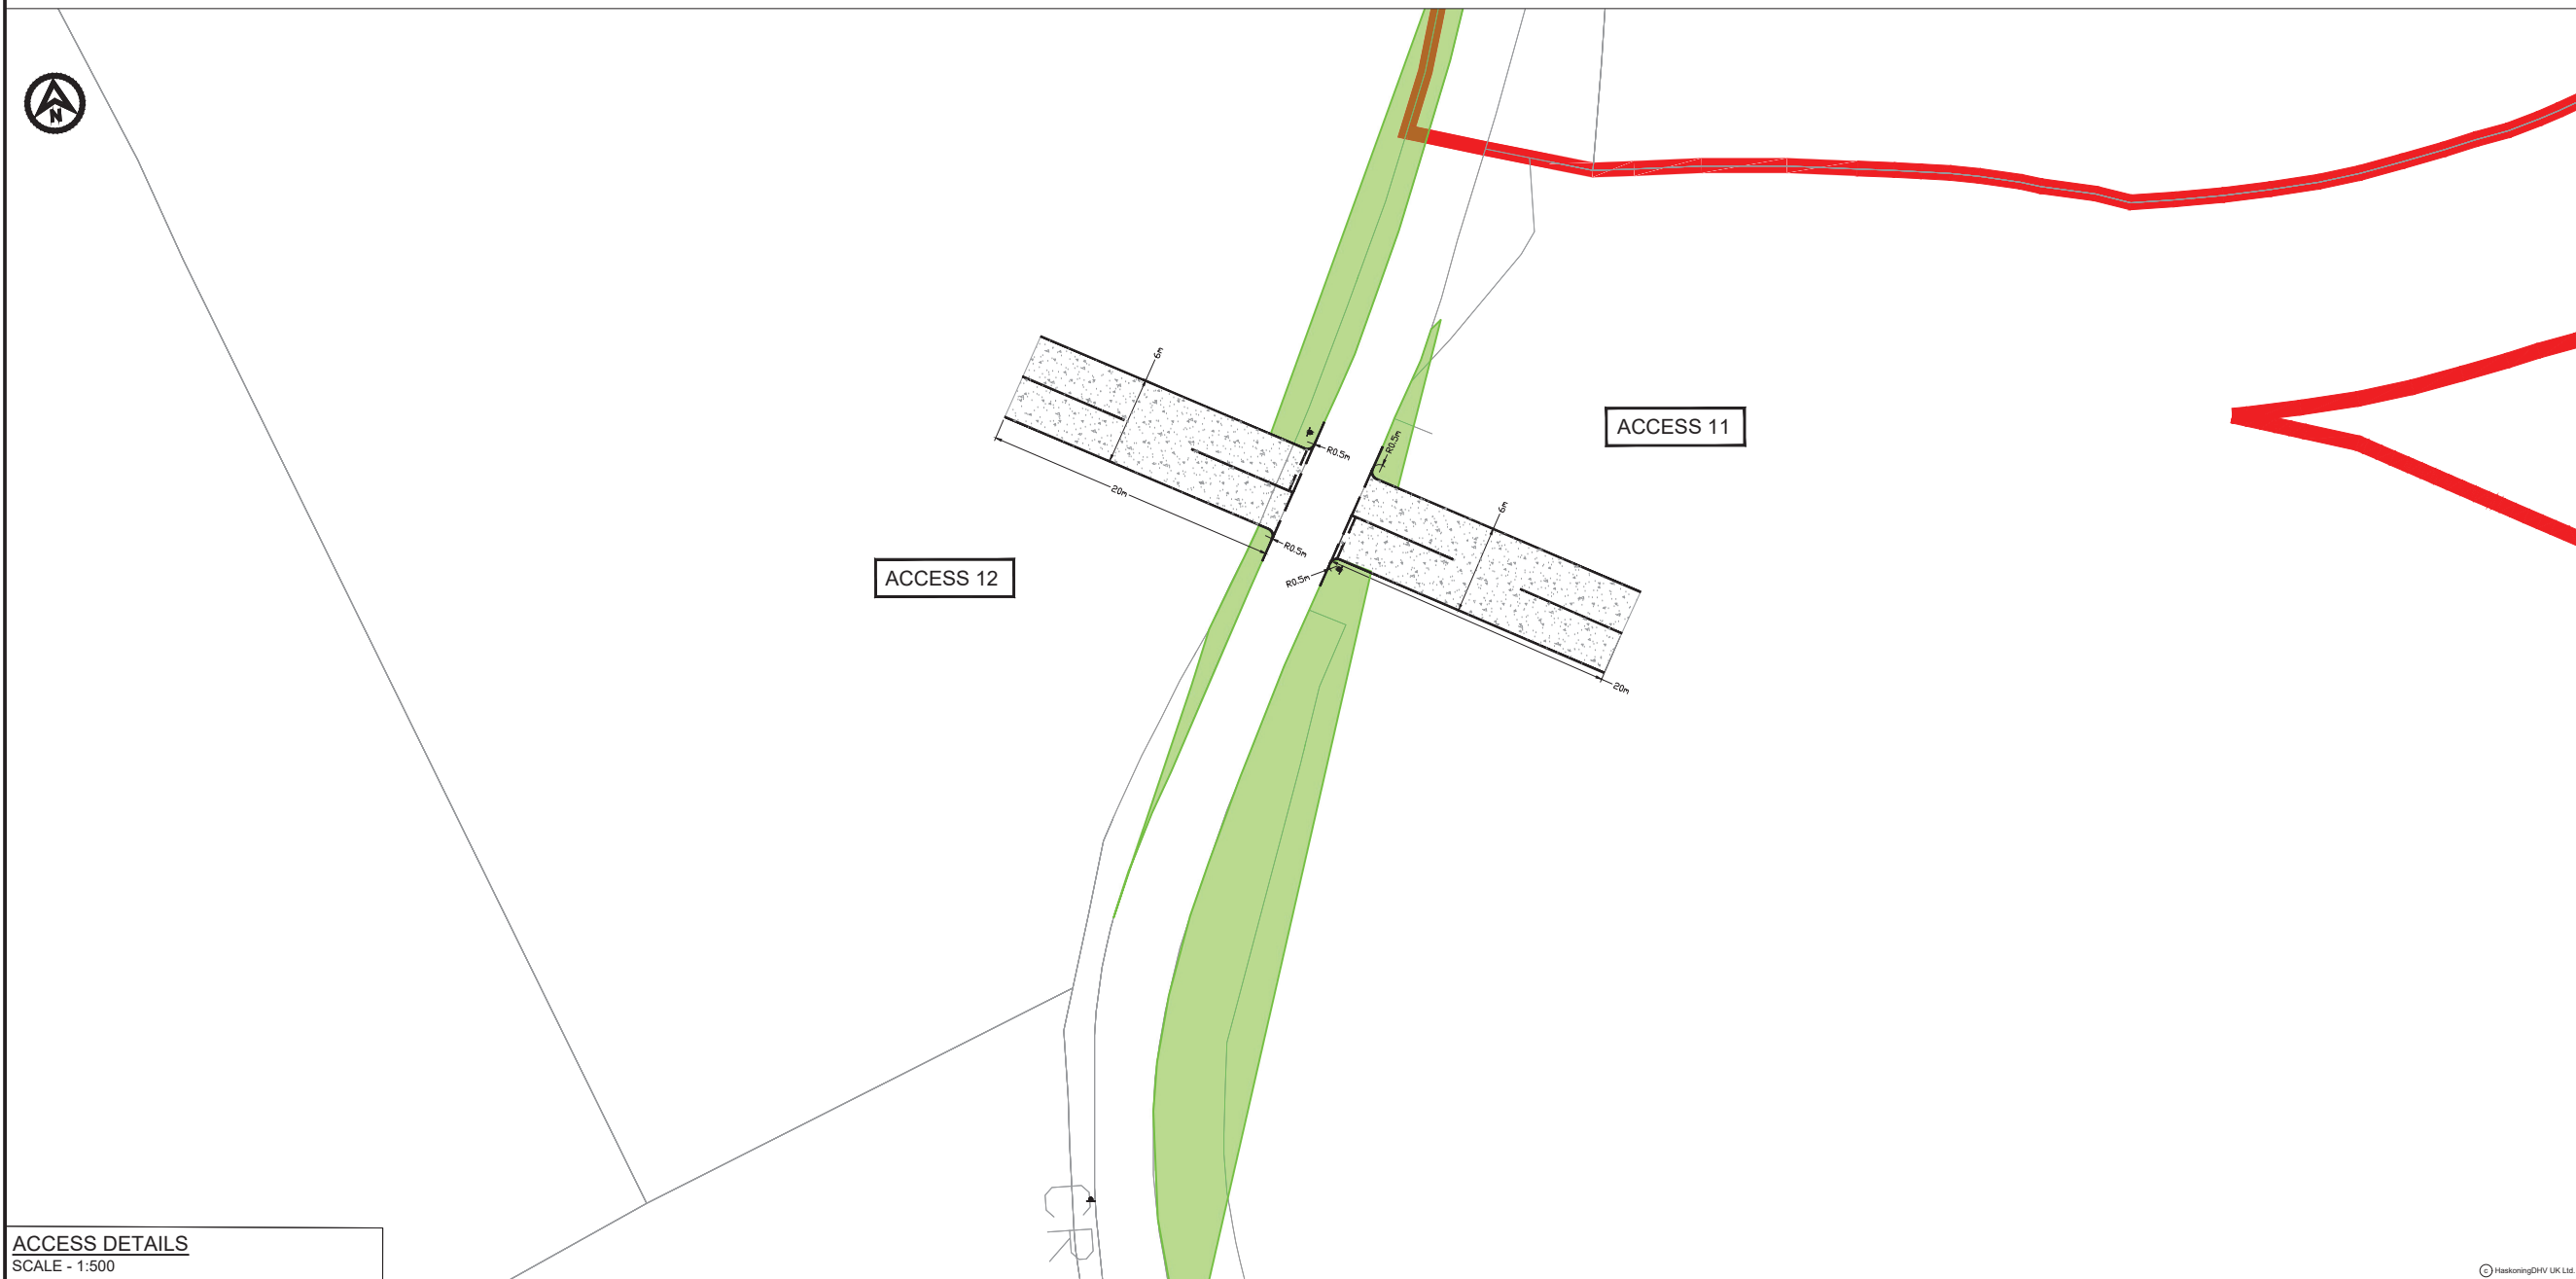 N
6m
R0.5m
R0.5m
ACCESS 11
20m
6m
R0.5m
ACCESS 12
R0.5m
20m
ACCESS DETAILS
SCALE - 1:500
c HaskoningDHV UK Ltd.